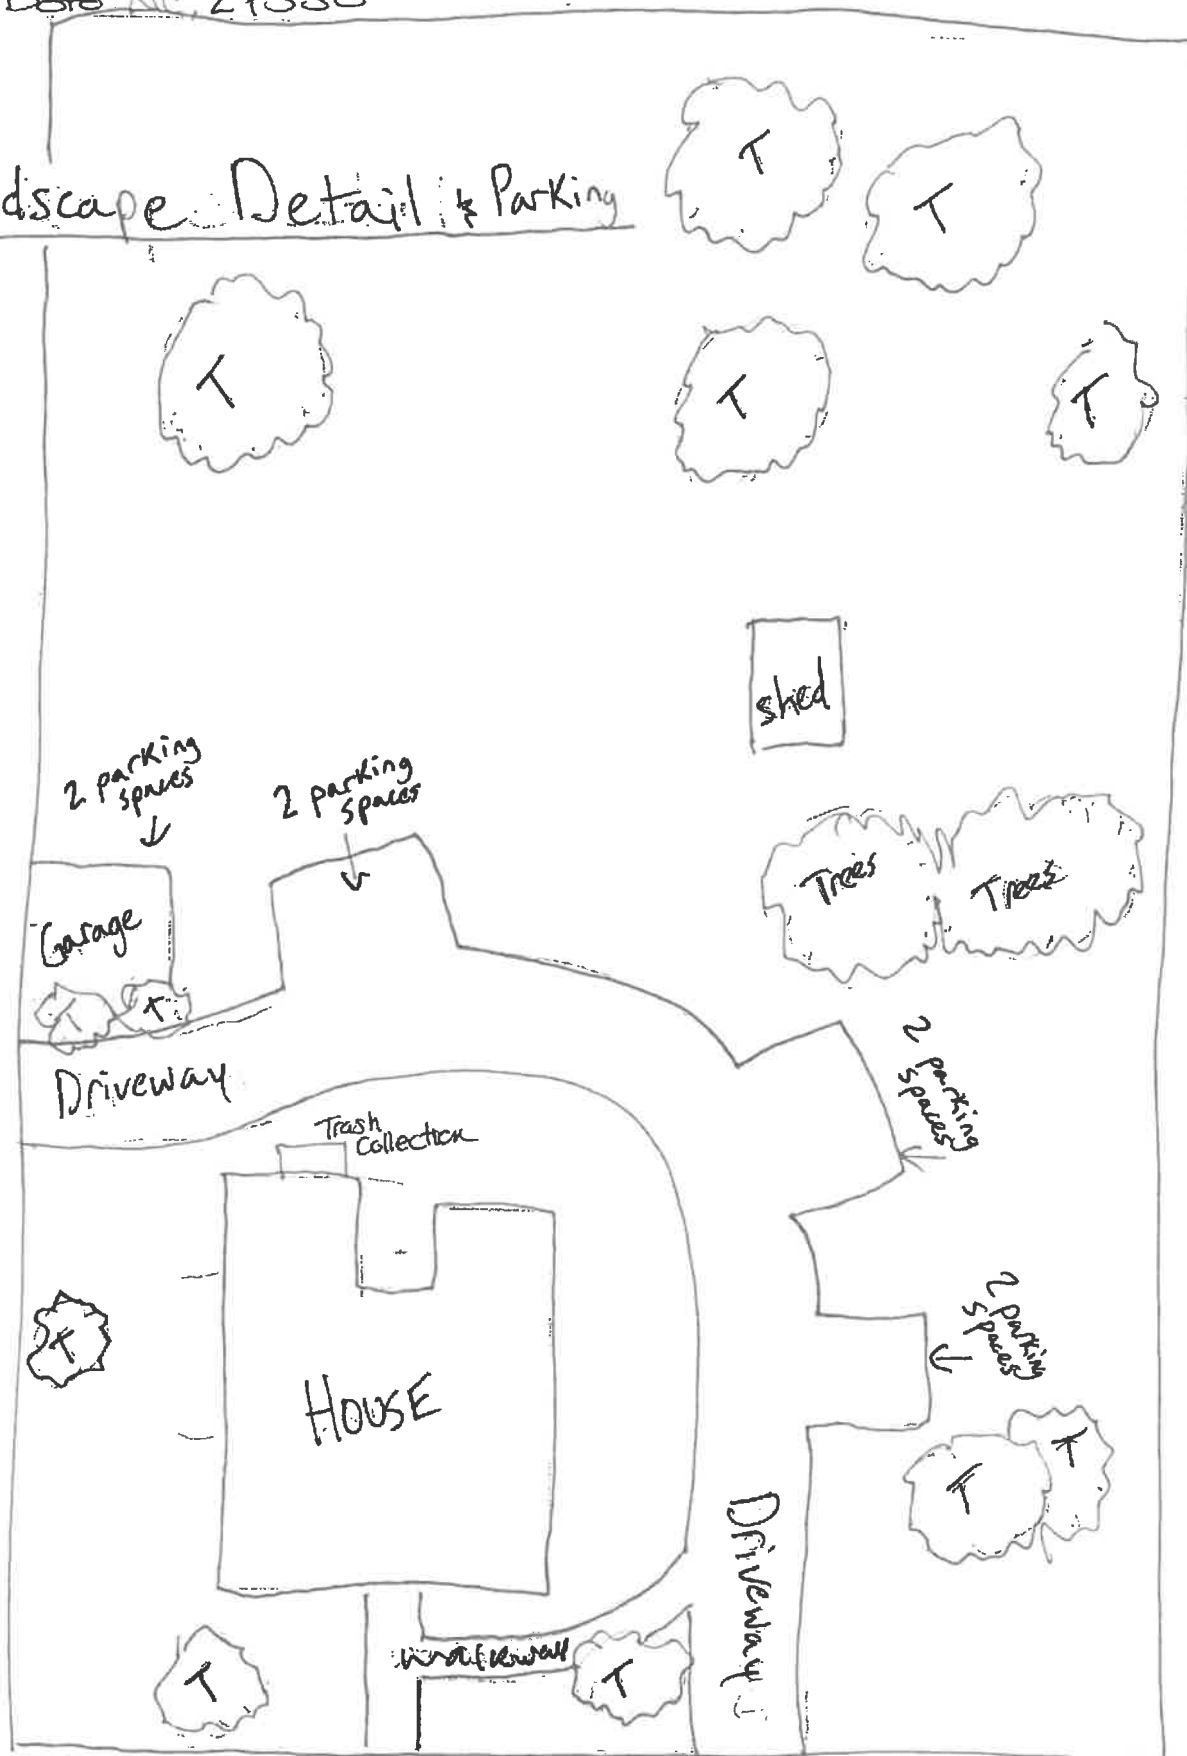 dscape Detail & Parking
T
T
T
T
T
shed
2 parking
spaces
2 parking
spaces
Garage
T
T
Trees
Trees
Driveway
Trash
Collection
2 parking
spaces
2 parking
spaces
T
HOUSE
T
T
Driveway
T
T